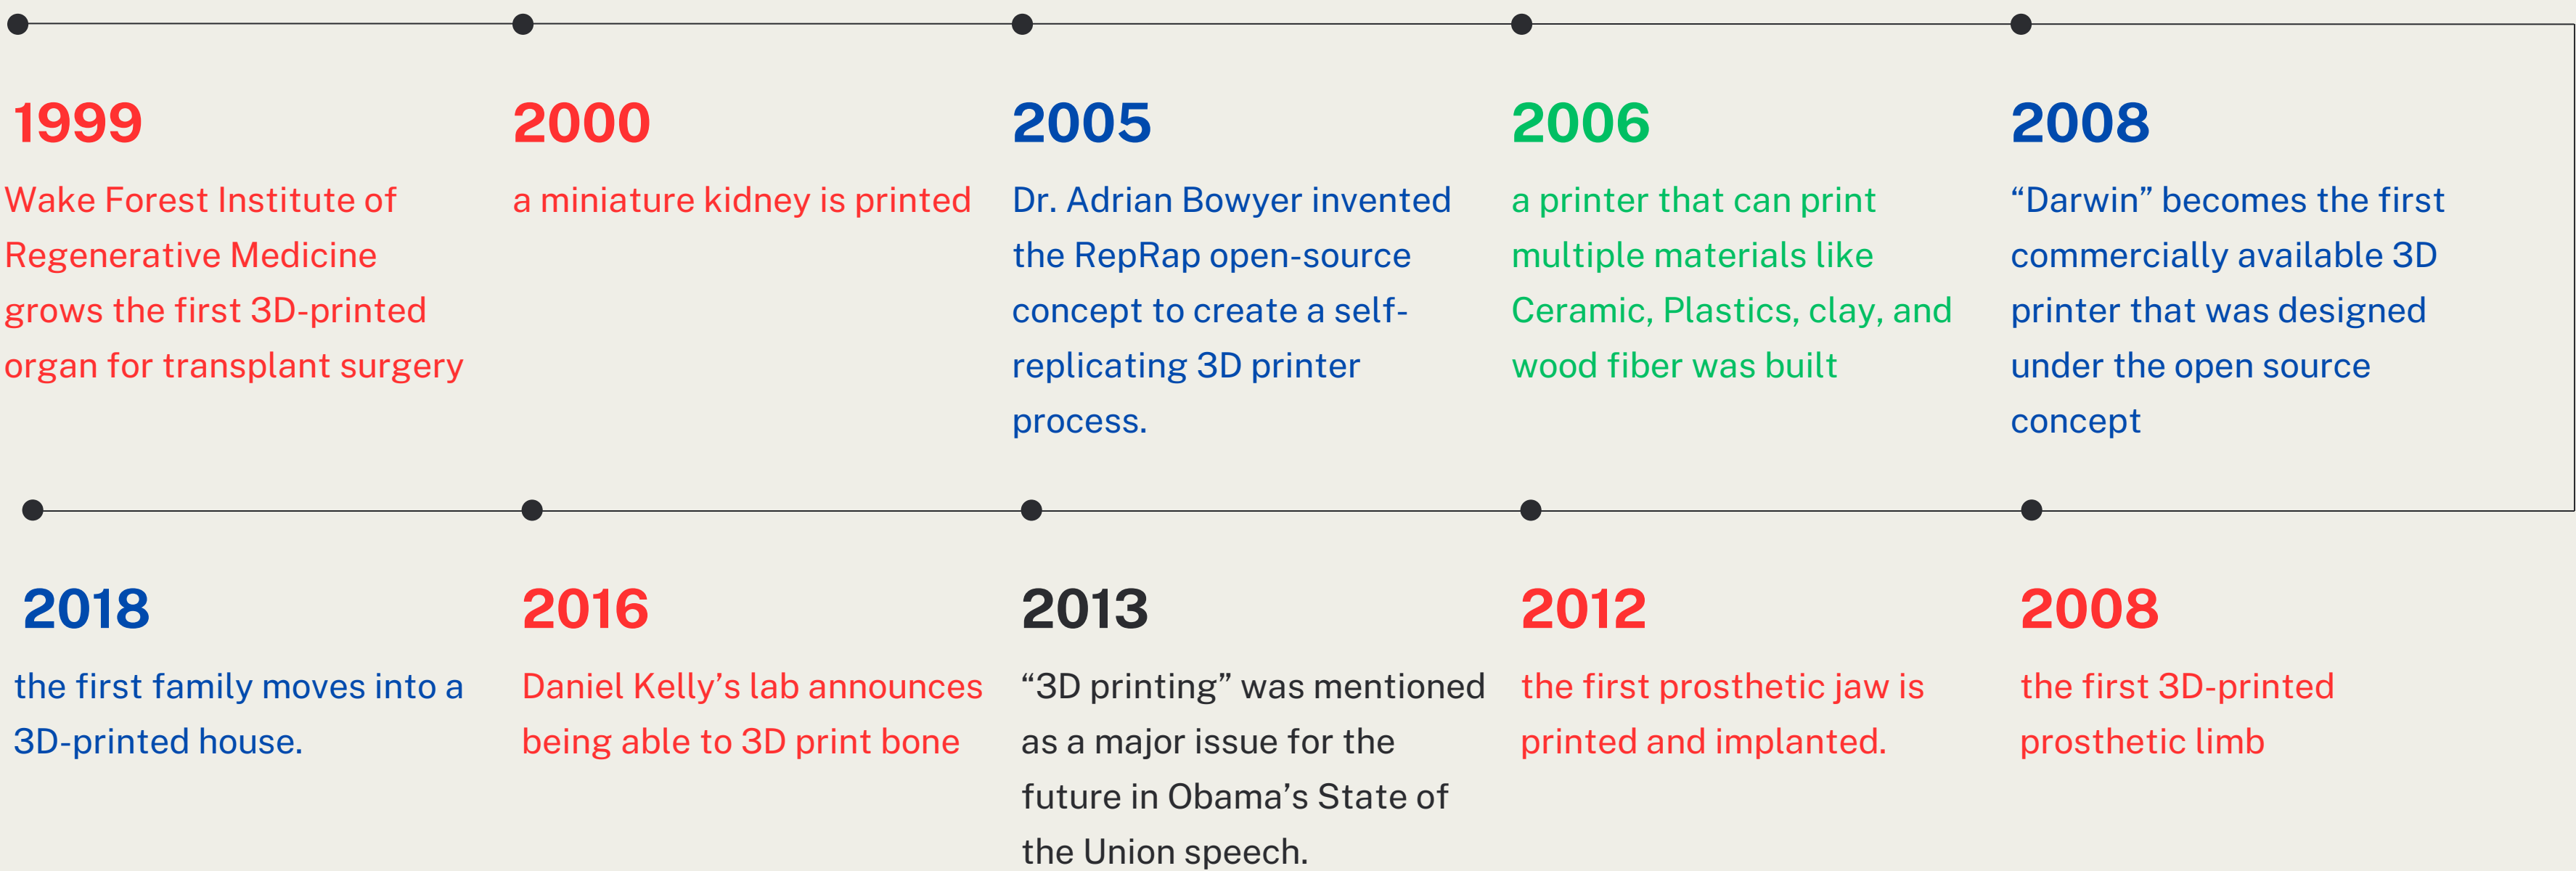 1999
Wake Forest Institute of
Regenerative Medicine
grows the first 3D-printed
organ for transplant surgery
2000
a miniature kidney is printed
2005
Dr. Adrian Bowyer invented
the RepRap open-source
concept to create a self-
replicating 3D printer
process.
2006
a printer that can print
multiple materials like
Ceramic, Plastics, clay, and
wood fiber was built
2008
“Darwin” becomes the first
commercially available 3D
printer that was designed
under the open source
concept
2008
the first 3D-printed
prosthetic limb
2012
the first prosthetic jaw is
printed and implanted.
2013
“3D printing” was mentioned
as a major issue for the
future in Obama’s State of
the Union speech.
2016
Daniel Kelly’s lab announces
being able to 3D print bone
2018
the first family moves into a
3D-printed house.